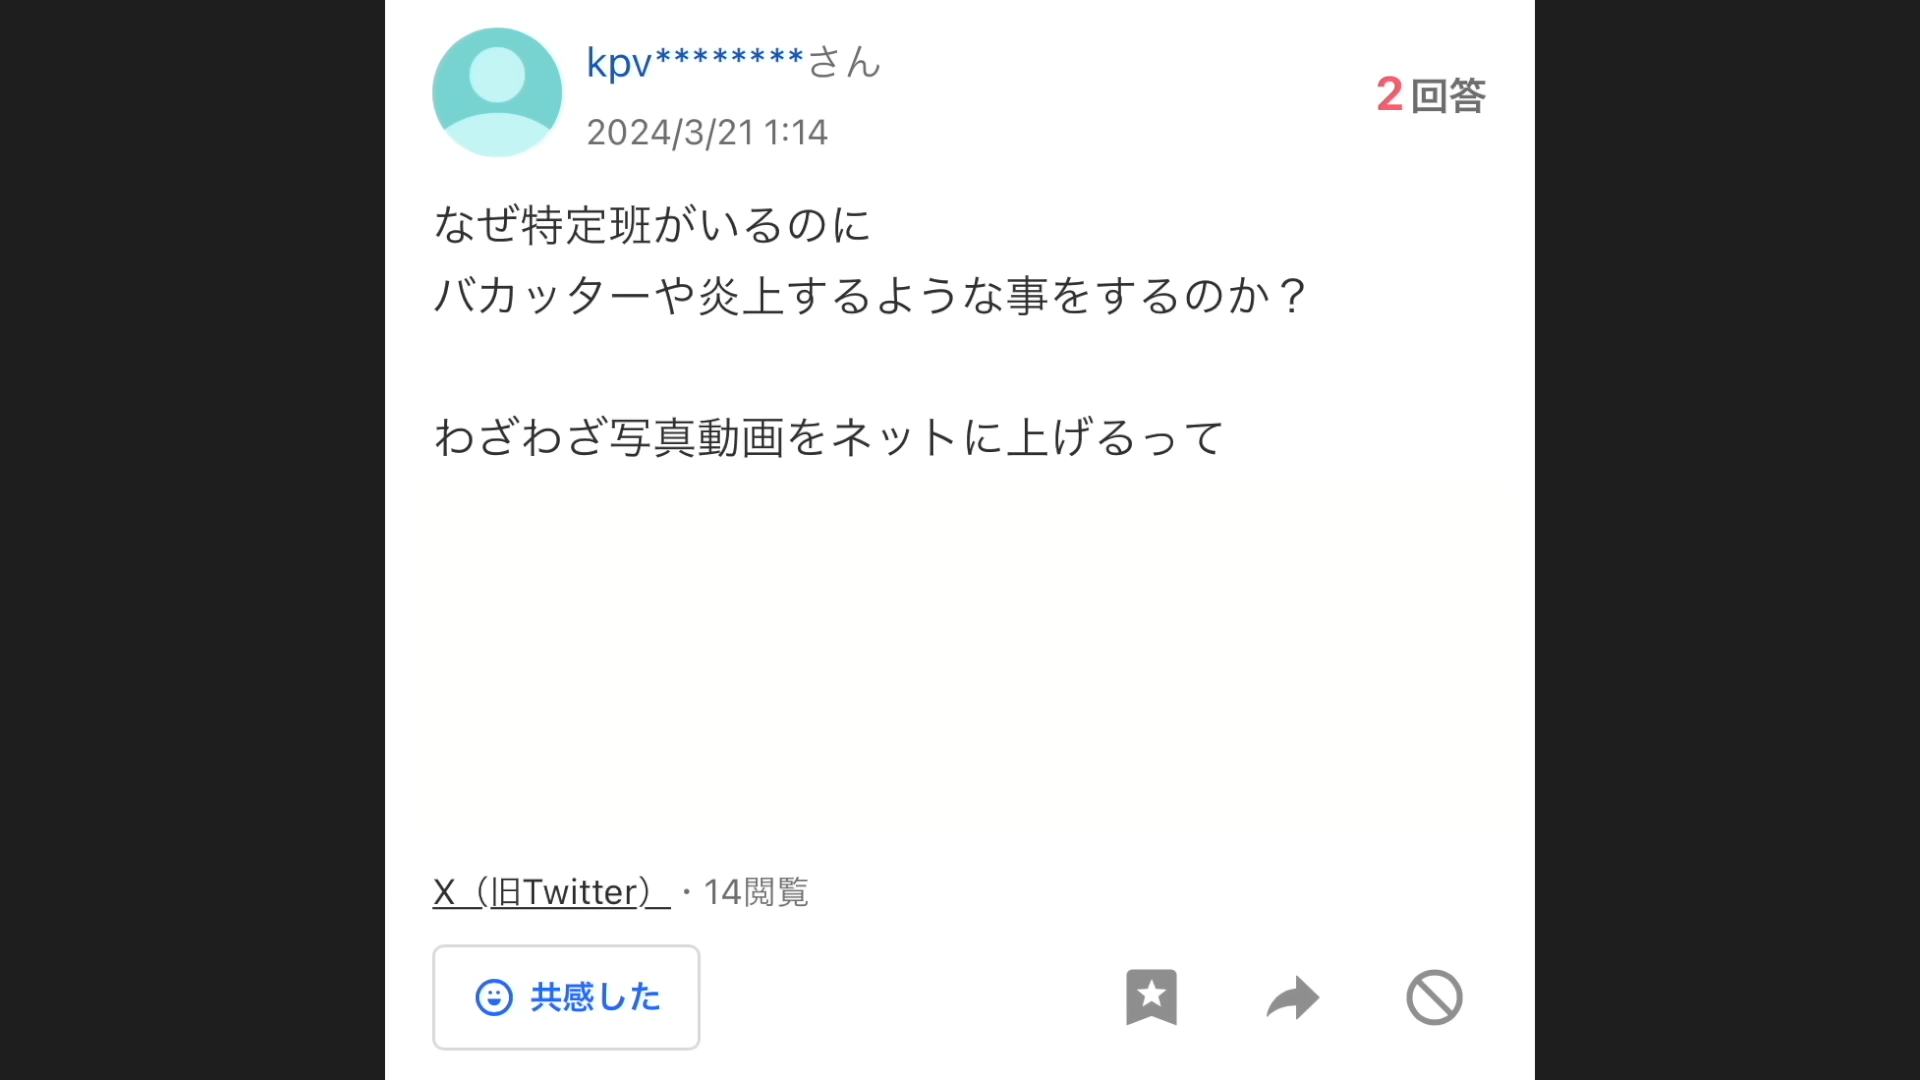 kpv********さん
2024/3/21 1:14
2回答
なぜ特定班がいるのに
バカッターや炎上するような事をするのか？
わざわざ写真動画をネットに上げるって
X（旧Twitter）・14閲覧
共感した